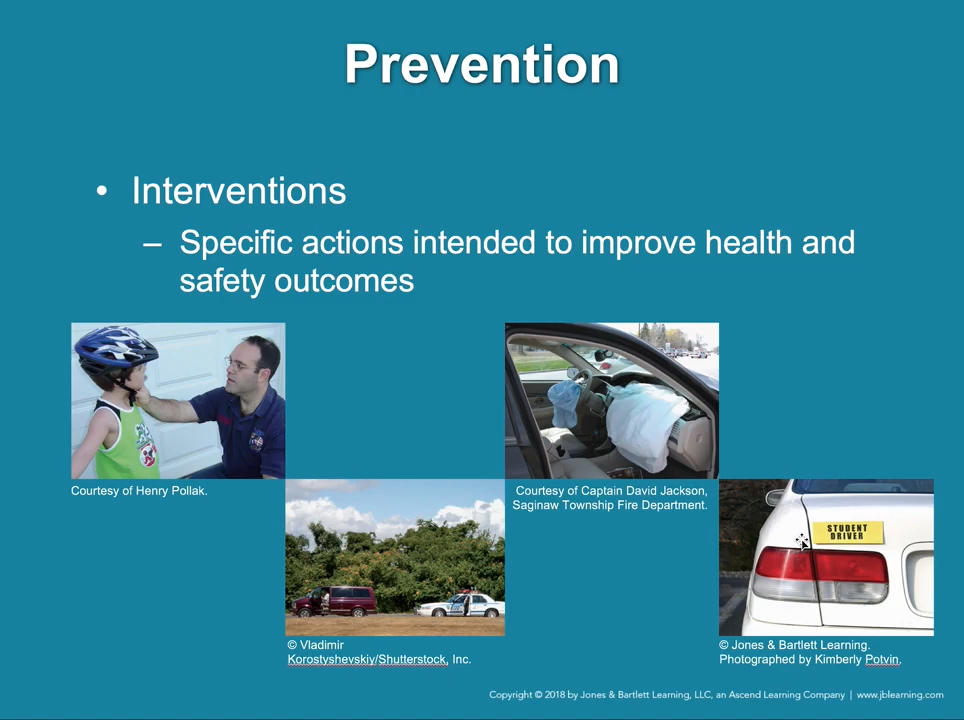 Prevention
• Interventions
– Specific actions intended to improve health and
safety outcomes
Courtesy of Henry Pollak.
Courtesy of Captain David Jackson,
Saginaw Township Fire Department.
STUDENT
DRIVER
© Vladimir
Korostyshevskiy/Shutterstock, Inc.
© Jones & Bartlett Learning.
Photographed by Kimberly Potvin.
Copyright © 2018 by Jones & Bartlett Learning, LLC, an Ascend Learning Company | www.jblearning.com